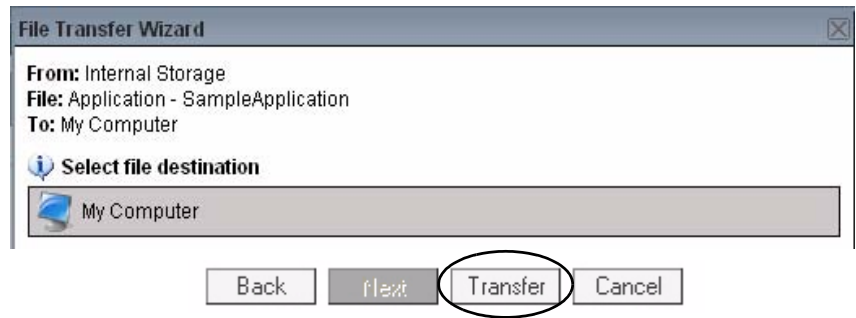 File Transfer Wizard
From: Internal Storage
File: Application - SampleApplication
To: My Computer
Select file destination
My Computer
Back Next Transfer Cancel